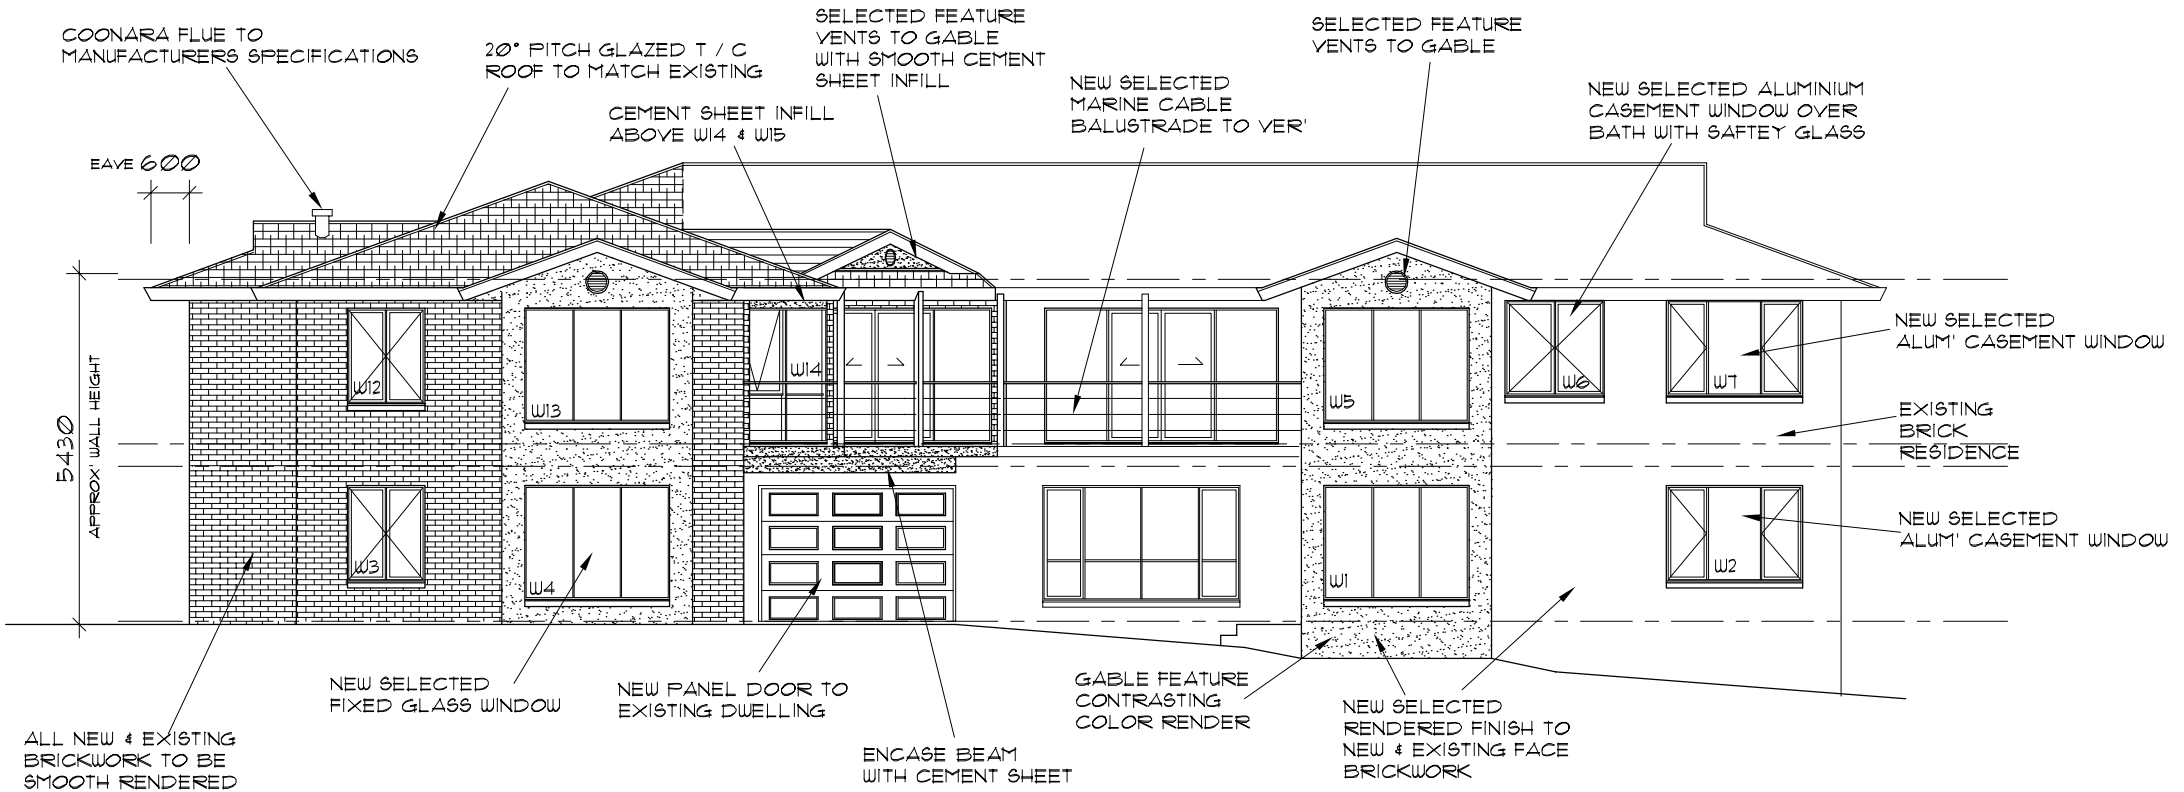 COONARA FLUE TO
MANUFACTURERS SPECIFICATIONS
20° PITCH GLAZED T / C
ROOF TO MATCH EXISTING
SELECTED FEATURE
VENTS TO GABLE
WITH SMOOTH CEMENT
SHEET INFILL
SELECTED FEATURE
VENTS TO GABLE
CEMENT SHEET INFILL
ABOVE W14 & W15
NEW SELECTED
MARINE CABLE
BALUSTRADE TO VER'
NEW SELECTED ALUMINIUM
CASEMENT WINDOW OVER
BATH WITH SAFTEY GLASS
EAVE 600
NEW SELECTED
ALUM' CASEMENT WINDOW
W12
W13
W14
W5
W6
W7
5430
APPROX' WALL HEIGHT
EXISTING
BRICK
RESIDENCE
NEW SELECTED
ALUM' CASEMENT WINDOW
W3
W4
W1
W2
NEW SELECTED
FIXED GLASS WINDOW
NEW PANEL DOOR TO
EXISTING DWELLING
GABLE FEATURE
CONTRASTING
COLOR RENDER
NEW SELECTED
RENDERED FINISH TO
NEW & EXISTING FACE
BRICKWORK
ALL NEW & EXISTING
BRICKWORK TO BE
SMOOTH RENDERED
ENCASE BEAM
WITH CEMENT SHEET